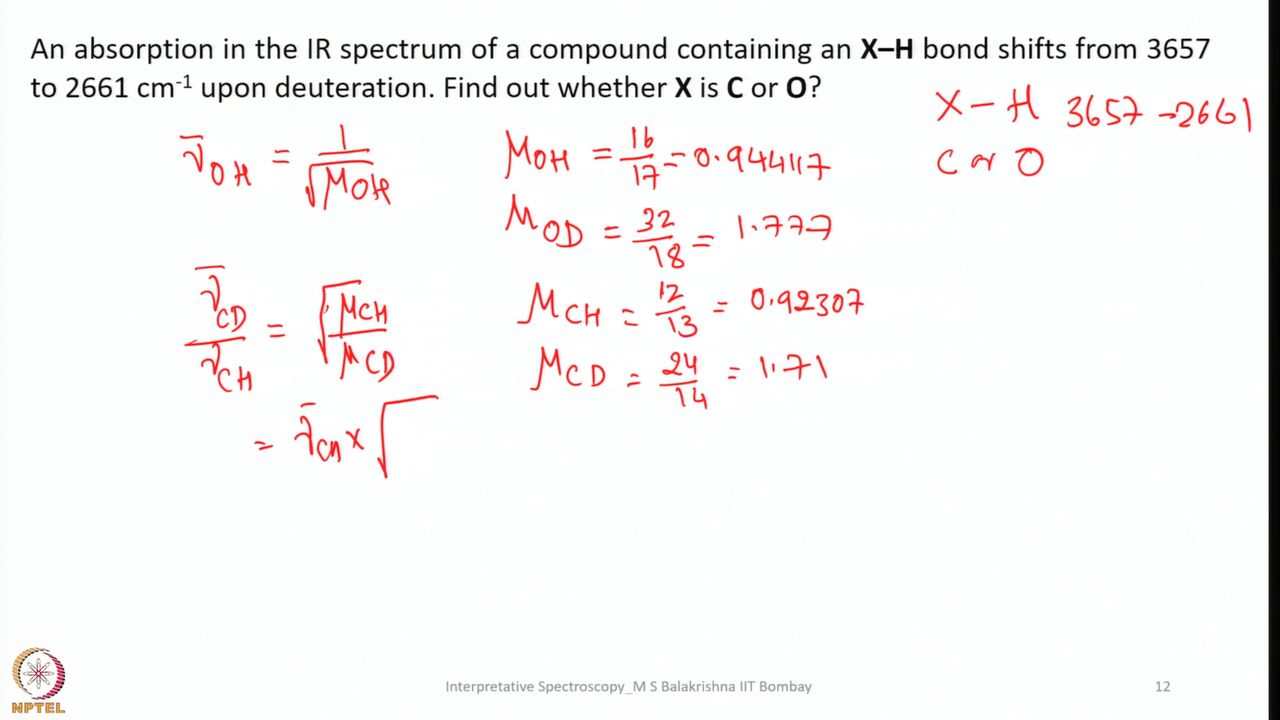 An absorption in the IR spectrum of a compound containing an X–H bond shifts from 3657
to 2661 cm⁻¹ upon deuteration. Find out whether X is C or O?
X – H 3657 → 2661
C or O
ν̄OH = 1/√μOH
μOH = 16/17 = 0.944117
μOD = 32/18 = 1.777
ν̄CD/ν̄CH = √μCH/μCD
μCH = 12/13 = 0.92307
μCD = 24/14 = 1.71
= ν̄CH × √
NPTEL
Interpretative Spectroscopy_M S Balakrishna IIT Bombay
12